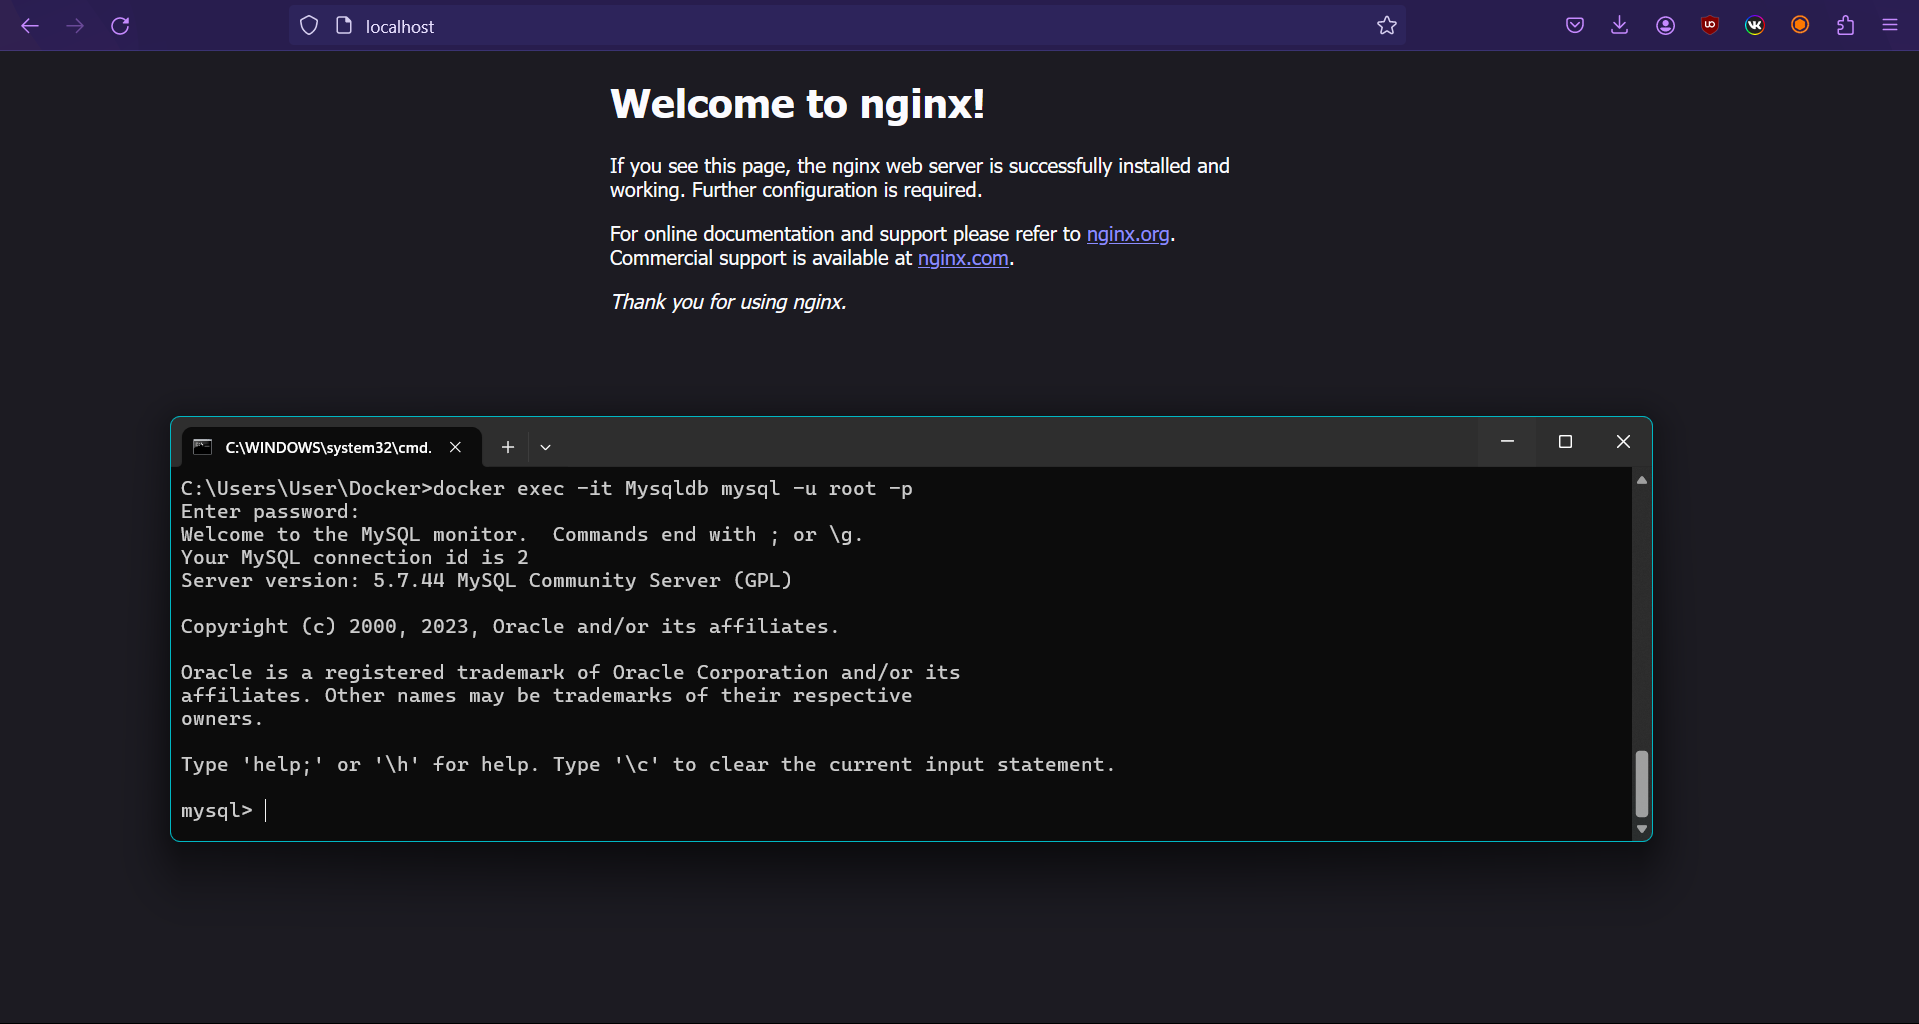 localhost
Welcome to nginx!
If you see this page, the nginx web server is successfully installed and
working. Further configuration is required.
For online documentation and support please refer to nginx.org.
Commercial support is available at nginx.com.
Thank you for using nginx.
C:\WINDOWS\system32\cmd.
C:\Users\User\Docker>docker exec -it Mysqldb mysql -u root -p
Enter password:
Welcome to the MySQL monitor.  Commands end with ; or \g.
Your MySQL connection id is 2
Server version: 5.7.44 MySQL Community Server (GPL)
Copyright (c) 2000, 2023, Oracle and/or its affiliates.
Oracle is a registered trademark of Oracle Corporation and/or its
affiliates. Other names may be trademarks of their respective
owners.
Type 'help;' or '\h' for help. Type '\c' to clear the current input statement.
mysql>